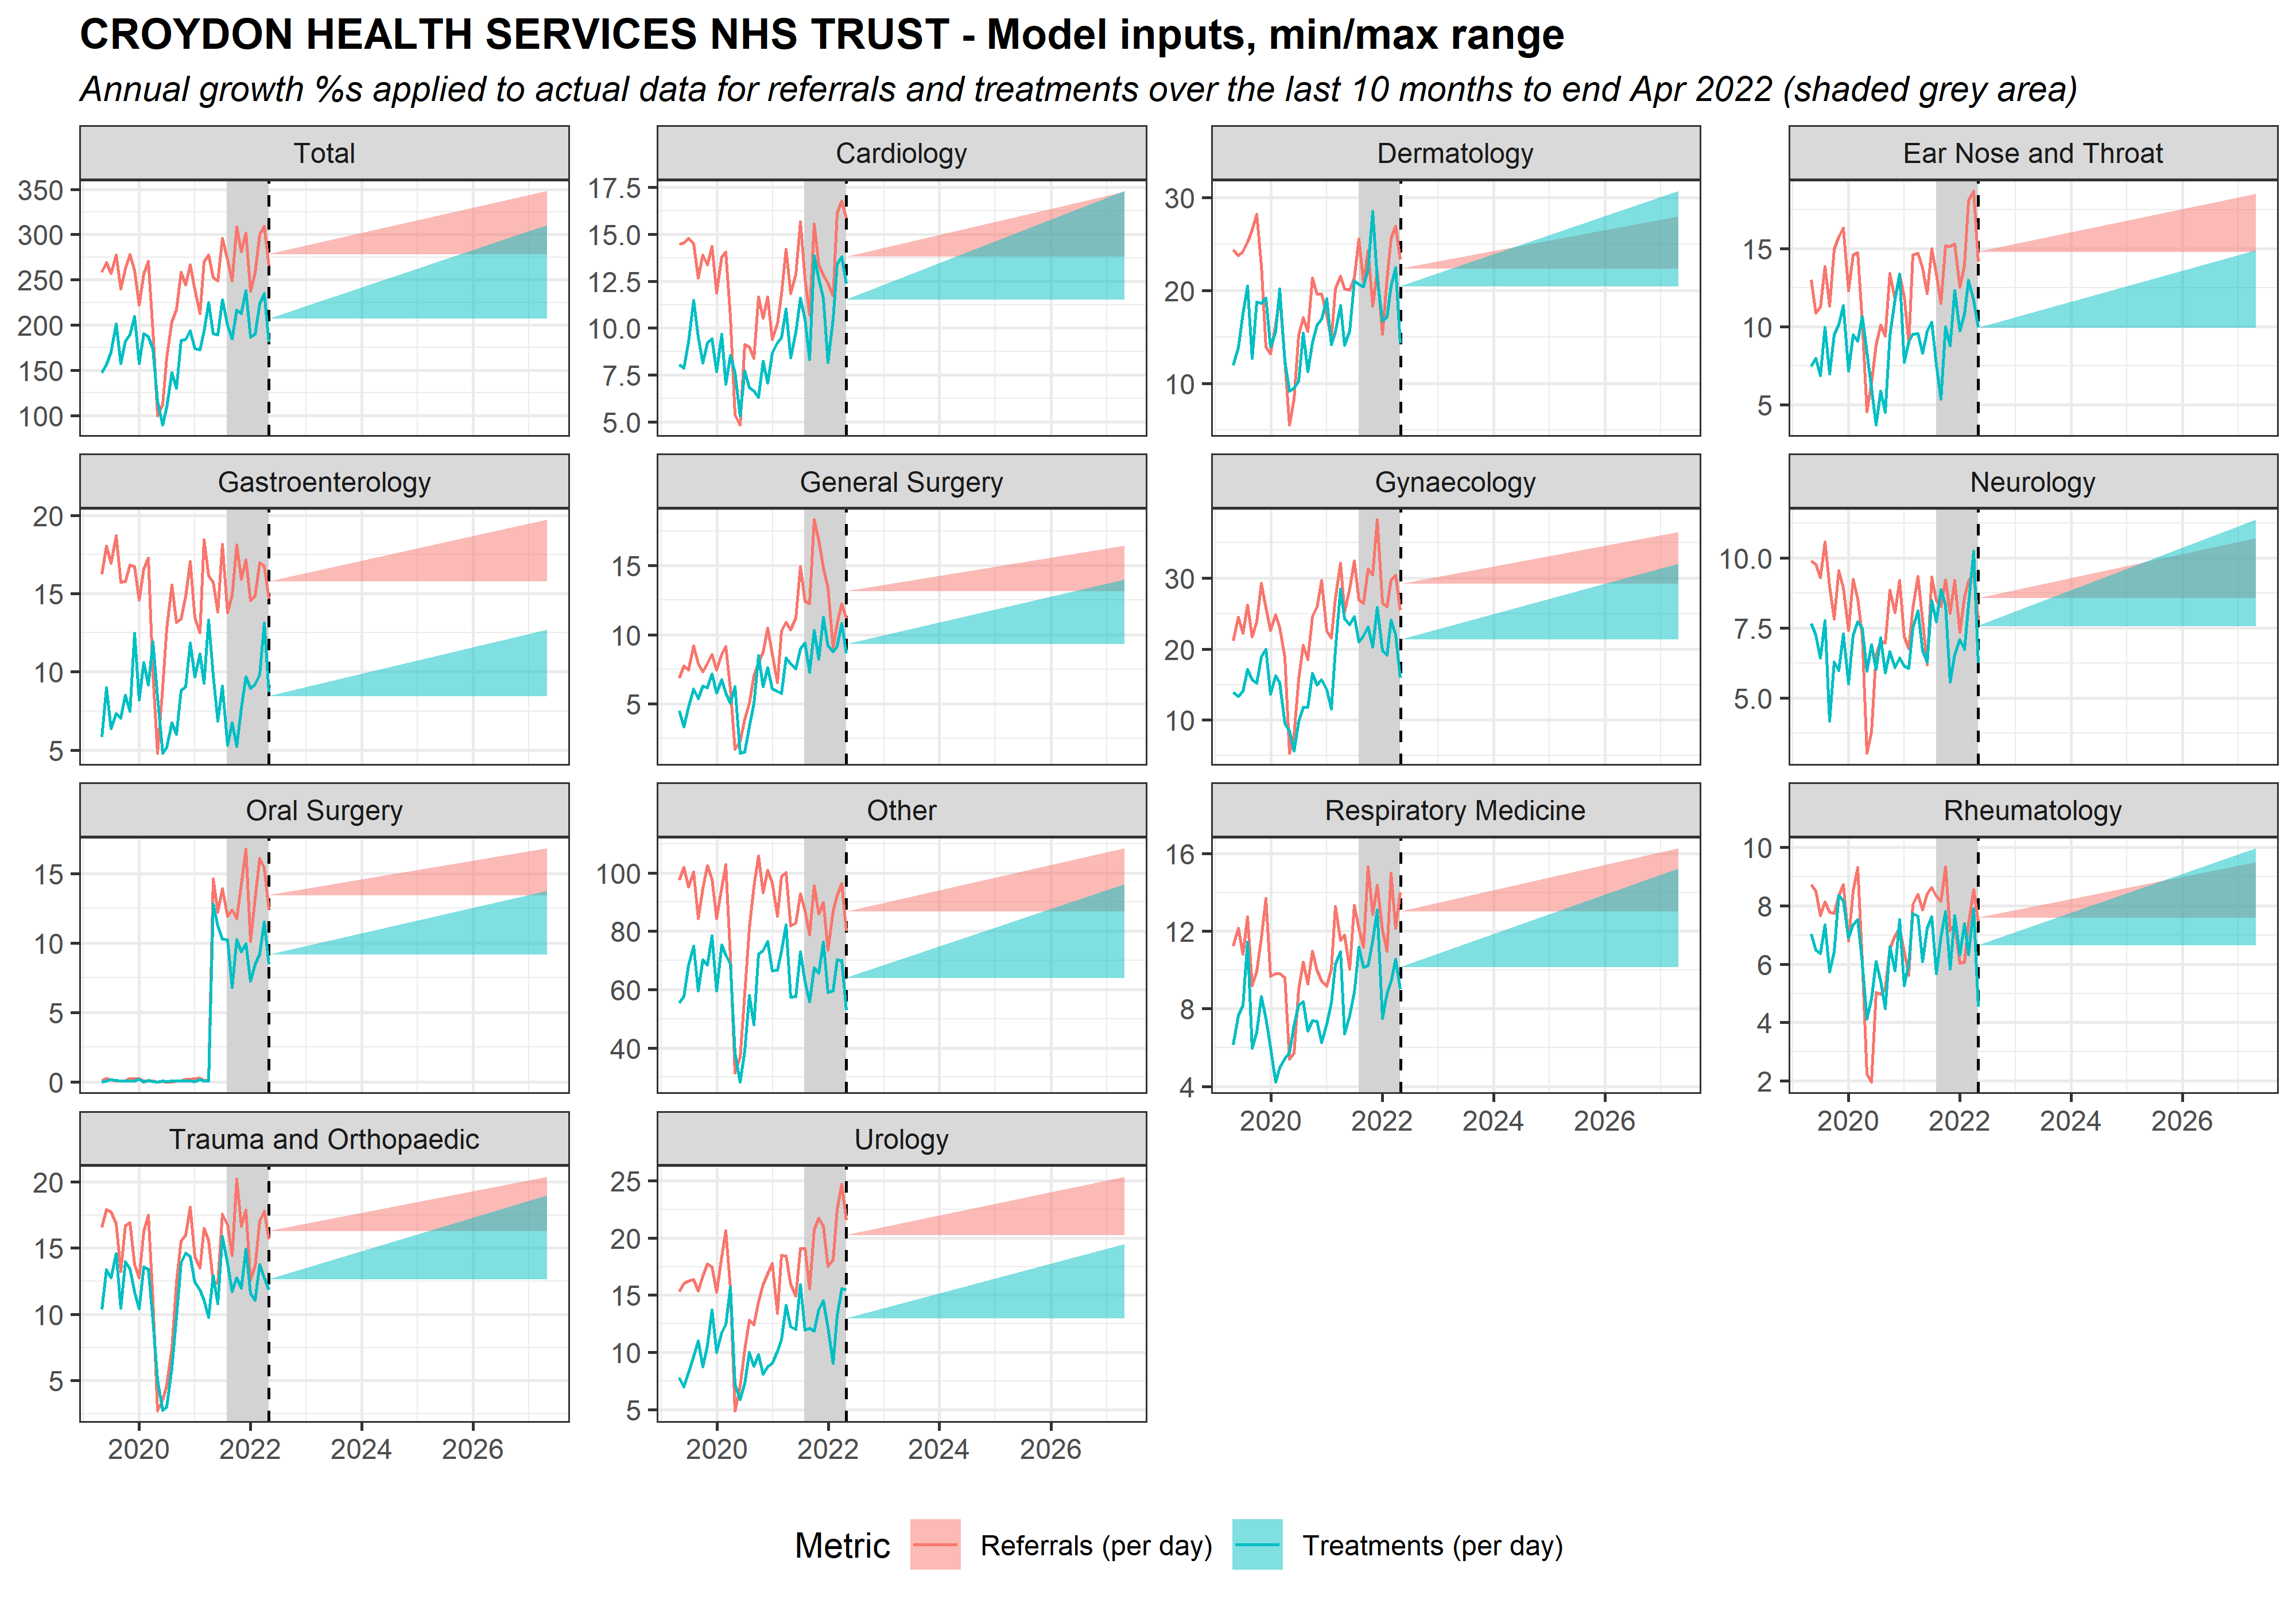 CROYDON HEALTH SERVICES NHS TRUST - Model inputs, min/max range
Annual growth %s applied to actual data for referrals and treatments over the last 10 months to end Apr 2022 (shaded grey area)
Total
350
300
250
200
150
100
Cardiology
17.5
15.0
12.5
10.0
7.5
5.0
Dermatology
30
20
10
Ear Nose and Throat
15
10
5
Gastroenterology
20
15
10
5
General Surgery
15
10
5
Gynaecology
30
20
10
Neurology
10.0
7.5
5.0
Oral Surgery
15
10
5
0
Other
100
80
60
40
Respiratory Medicine
16
12
8
4
2020 2022 2024 2026
Rheumatology
10
8
6
4
2
2020 2022 2024 2026
Trauma and Orthopaedic
20
15
10
5
2020 2022 2024 2026
Urology
25
20
15
10
5
2020 2022 2024 2026
Metric Referrals (per day) Treatments (per day)